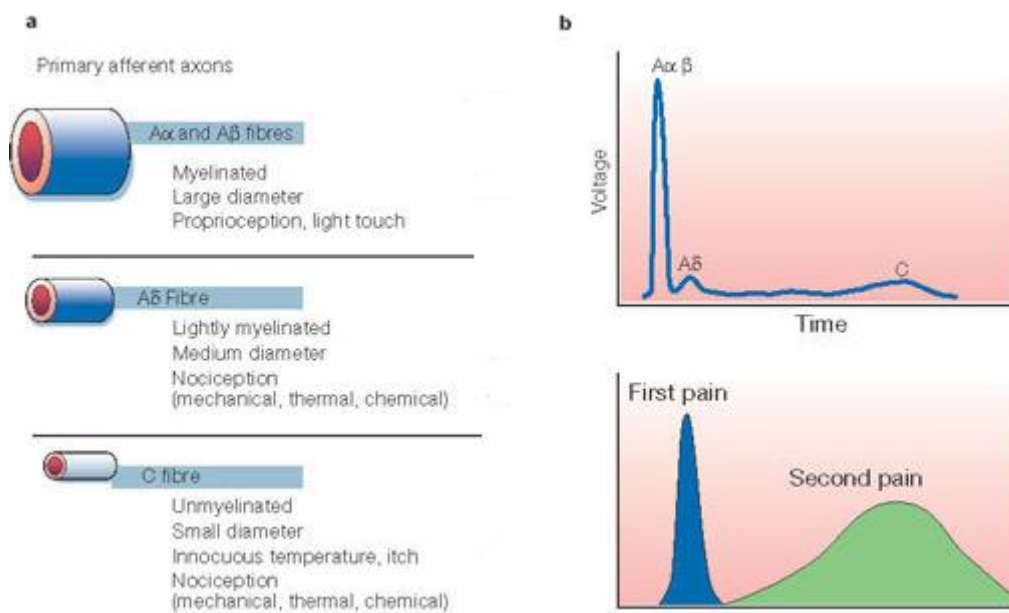 a
Primary afferent axons
Aα and Aβ fibres
Myelinated
Large diameter
Proprioception, light touch
Aδ Fibre
Lightly myelinated
Medium diameter
Nociception
(mechanical, thermal, chemical)
C fibre
Unmyelinated
Small diameter
Innocuous temperature, itch
Nociception
(mechanical, thermal, chemical)
b
Aα β
Voltage
Aδ
C
Time
First pain
Second pain